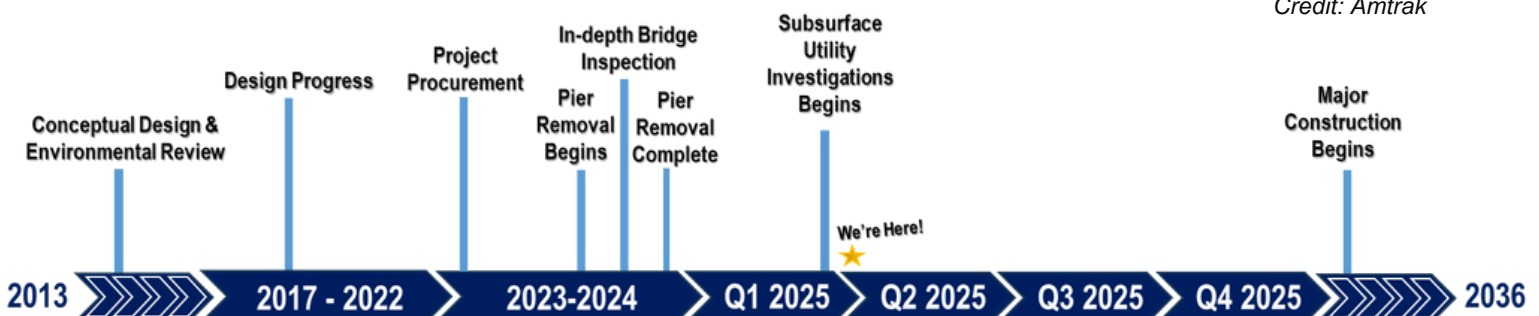 Credit: Amtrak
Conceptual Design &
Environmental Review
Design Progress
Project
Procurement
Pier
Removal
Begins
In-depth Bridge
Inspection
Pier
Removal
Complete
Subsurface
Utility
Investigations
Begins
We're Here!
Major
Construction
Begins
2013
2017 - 2022
2023-2024
Q1 2025
Q2 2025
Q3 2025
Q4 2025
2036